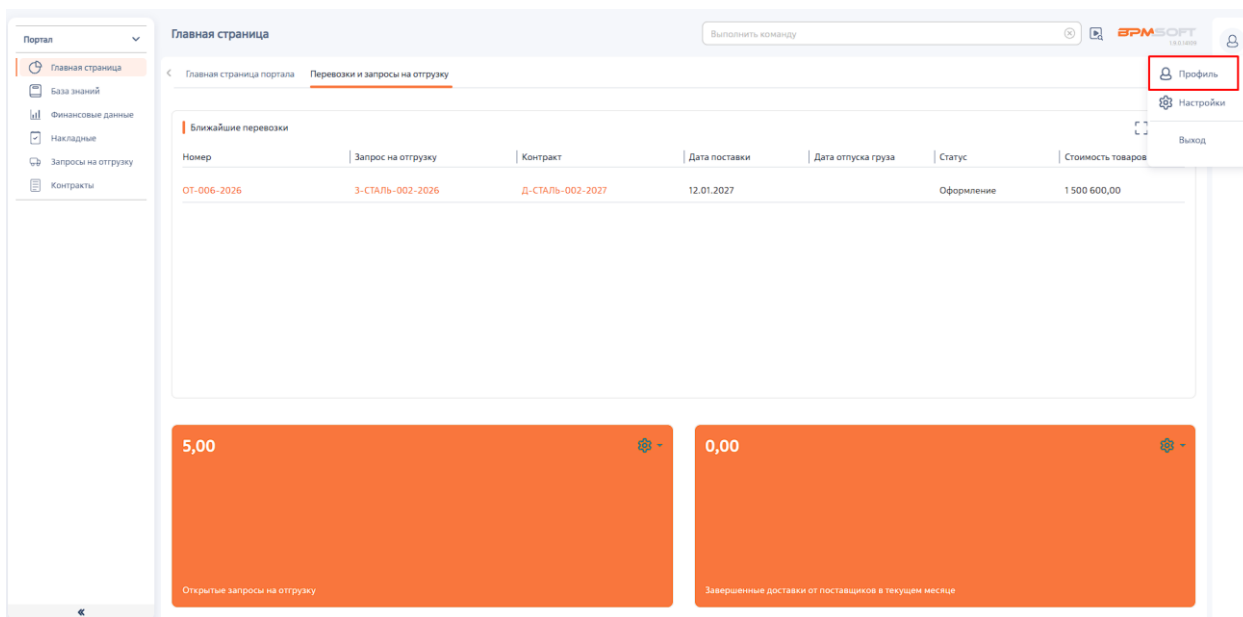 Портал
Главная страница
База знаний
Финансовые данные
Накладные
Запросы на отгрузку
Контракты
Главная страница
Выполнить команду
BPMSOFT
Профиль
Настройки
Выход
Главная страница портала Перевозки и запросы на отгрузку
Ближайшие перевозки
Номер Запрос на отгрузку Контракт Дата поставки Дата отпуска груза Статус Стоимость товаров
ОТ-006-2026 З-СТАЛЬ-002-2026 Д-СТАЛЬ-002-2027 12.01.2027 Оформление 1 500 600,00
5,00
Открытые запросы на отгрузку
0,00
Завершенные доставки от поставщиков в текущем месяце